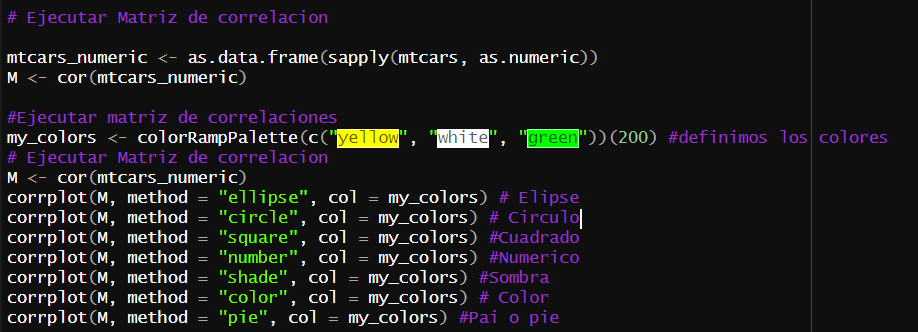 # Ejecutar Matriz de correlacion
mtcars_numeric <- as.data.frame(sapply(mtcars, as.numeric))
M <- cor(mtcars_numeric)
#Ejecutar matriz de correlaciones
my_colors <- colorRampPalette(c("yellow", "white", "green"))(200) #definimos los colores
# Ejecutar Matriz de correlacion
M <- cor(mtcars_numeric)
corrplot(M, method = "ellipse", col = my_colors) # Elipse
corrplot(M, method = "circle", col = my_colors) # Circulo
corrplot(M, method = "square", col = my_colors) #Cuadrado
corrplot(M, method = "number", col = my_colors) #Numerico
corrplot(M, method = "shade", col = my_colors) #Sombra
corrplot(M, method = "color", col = my_colors) # Color
corrplot(M, method = "pie", col = my_colors) #Pai o pie